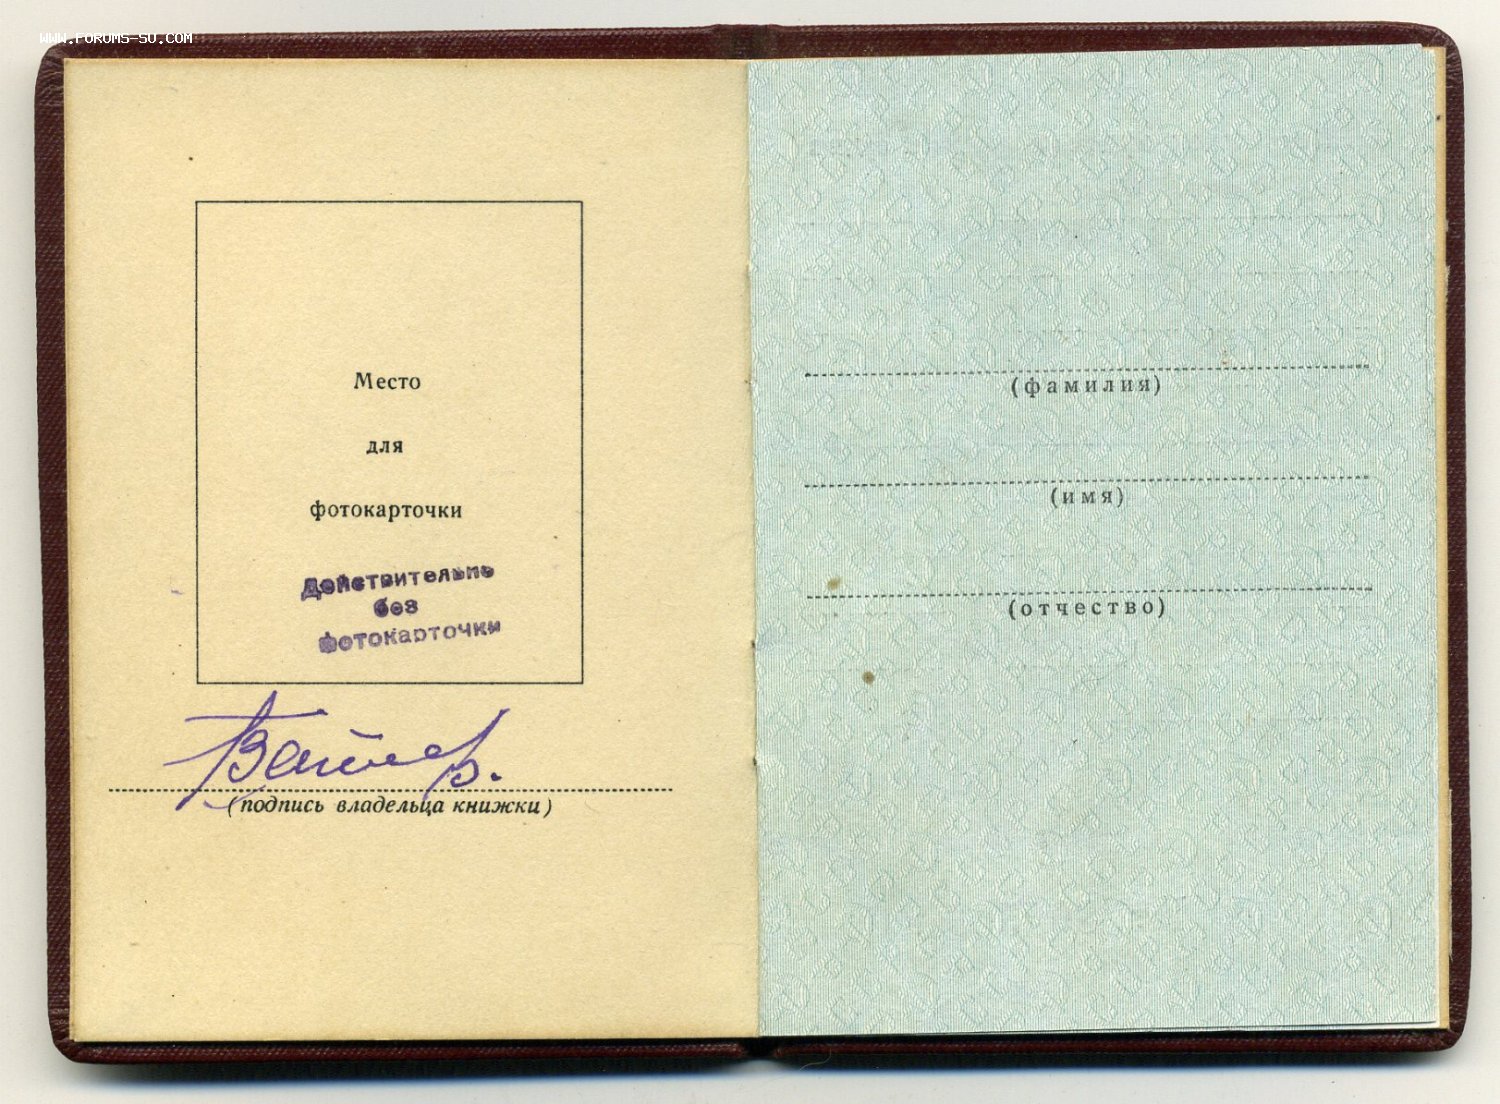 www.FORUMS-SU.COM
Место
для
фотокарточки
Действительно
без
фотокарточки
(подпись владельца книжки)
(фамилия)
(имя)
(отчество)